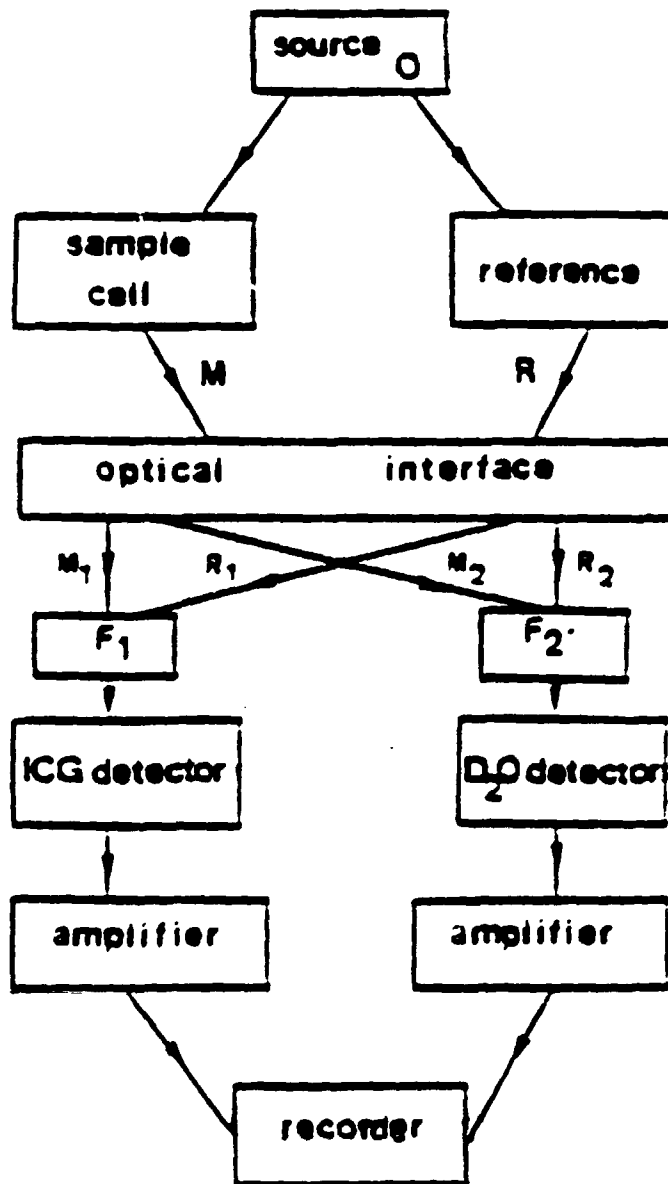 source O
sample
cell
reference
M
R
optical interface
M1
R1
M2
R2
F1
F2.
ICG detector
D2O detector
amplifier
amplifier
recorder